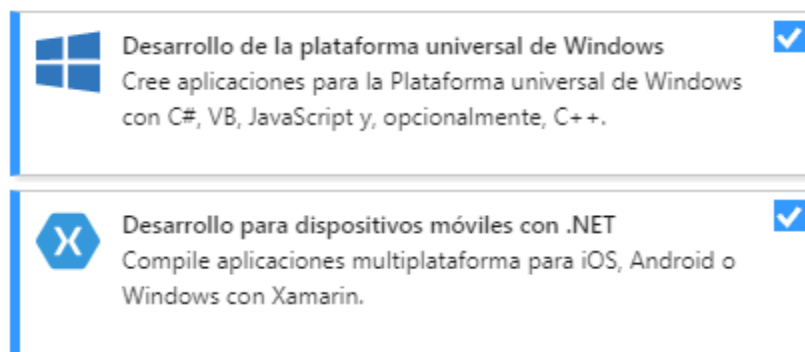 Desarrollo de la plataforma universal de Windows
Cree aplicaciones para la Plataforma universal de Windows
con C#, VB, JavaScript y, opcionalmente, C++.
Desarrollo para dispositivos móviles con .NET
Compile aplicaciones multiplataforma para iOS, Android o
Windows con Xamarin.